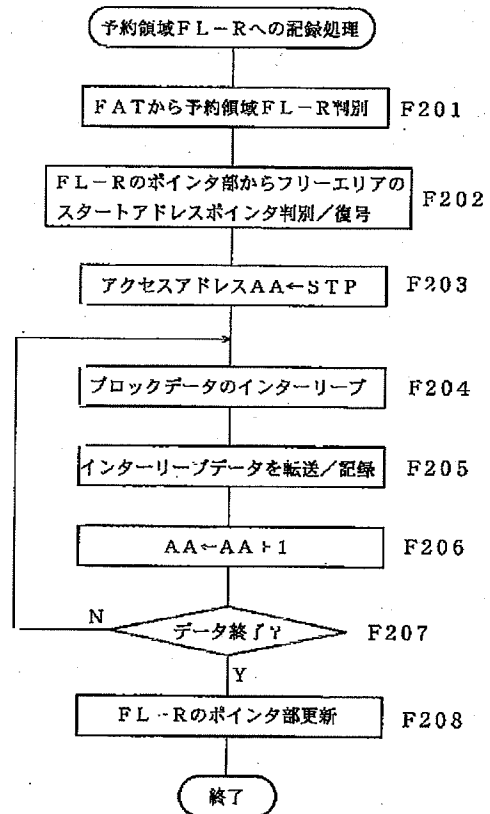 予約領域FL-Rへの記録処理
FATから予約領域FL-R判別 F201
FL-Rのポインタ部からフリーエリアの
スタートアドレスポインタ判別/復号 F202
アクセスアドレスAA←STP F203
ブロックデータのインターリーブ F204
インターリーブデータを転送/記録 F205
AA←AA+1 F206
N データ終了? F207
Y
FL-Rのポインタ部更新 F208
終了